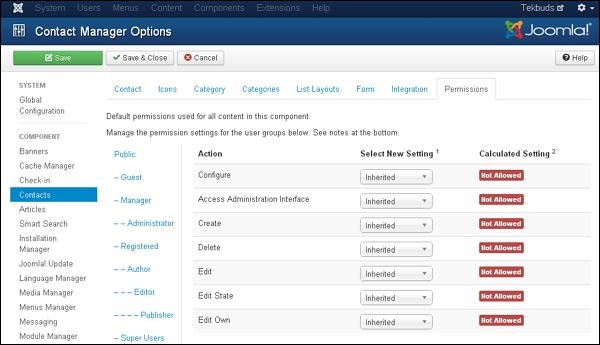 System Users Menus Content Components Extensions Help Tekbuds
Contact Manager Options Joomla!®
Save Save & Close Cancel Help
SYSTEM
Global
Configuration
COMPONENT
Banners
Cache Manager
Check-in
Contacts
Articles
Smart Search
Installation
Manager
Joomla! Update
Language Manager
Media Manager
Menus Manager
Messaging
Module Manager
Contact Icons Category Categories List Layouts Form Integration Permissions
Default permissions used for all content in this component.
Manage the permission settings for the user groups below. See notes at the bottom.
Public
– Guest
– Manager
– – Administrator
– Registered
– – Author
– – – Editor
– – – – Publisher
– Super Users
Action Select New Setting 1 Calculated Setting 2
Configure Inherited Not Allowed
Access Administration Interface Inherited Not Allowed
Create Inherited Not Allowed
Delete Inherited Not Allowed
Edit Inherited Not Allowed
Edit State Inherited Not Allowed
Edit Own Inherited Not Allowed